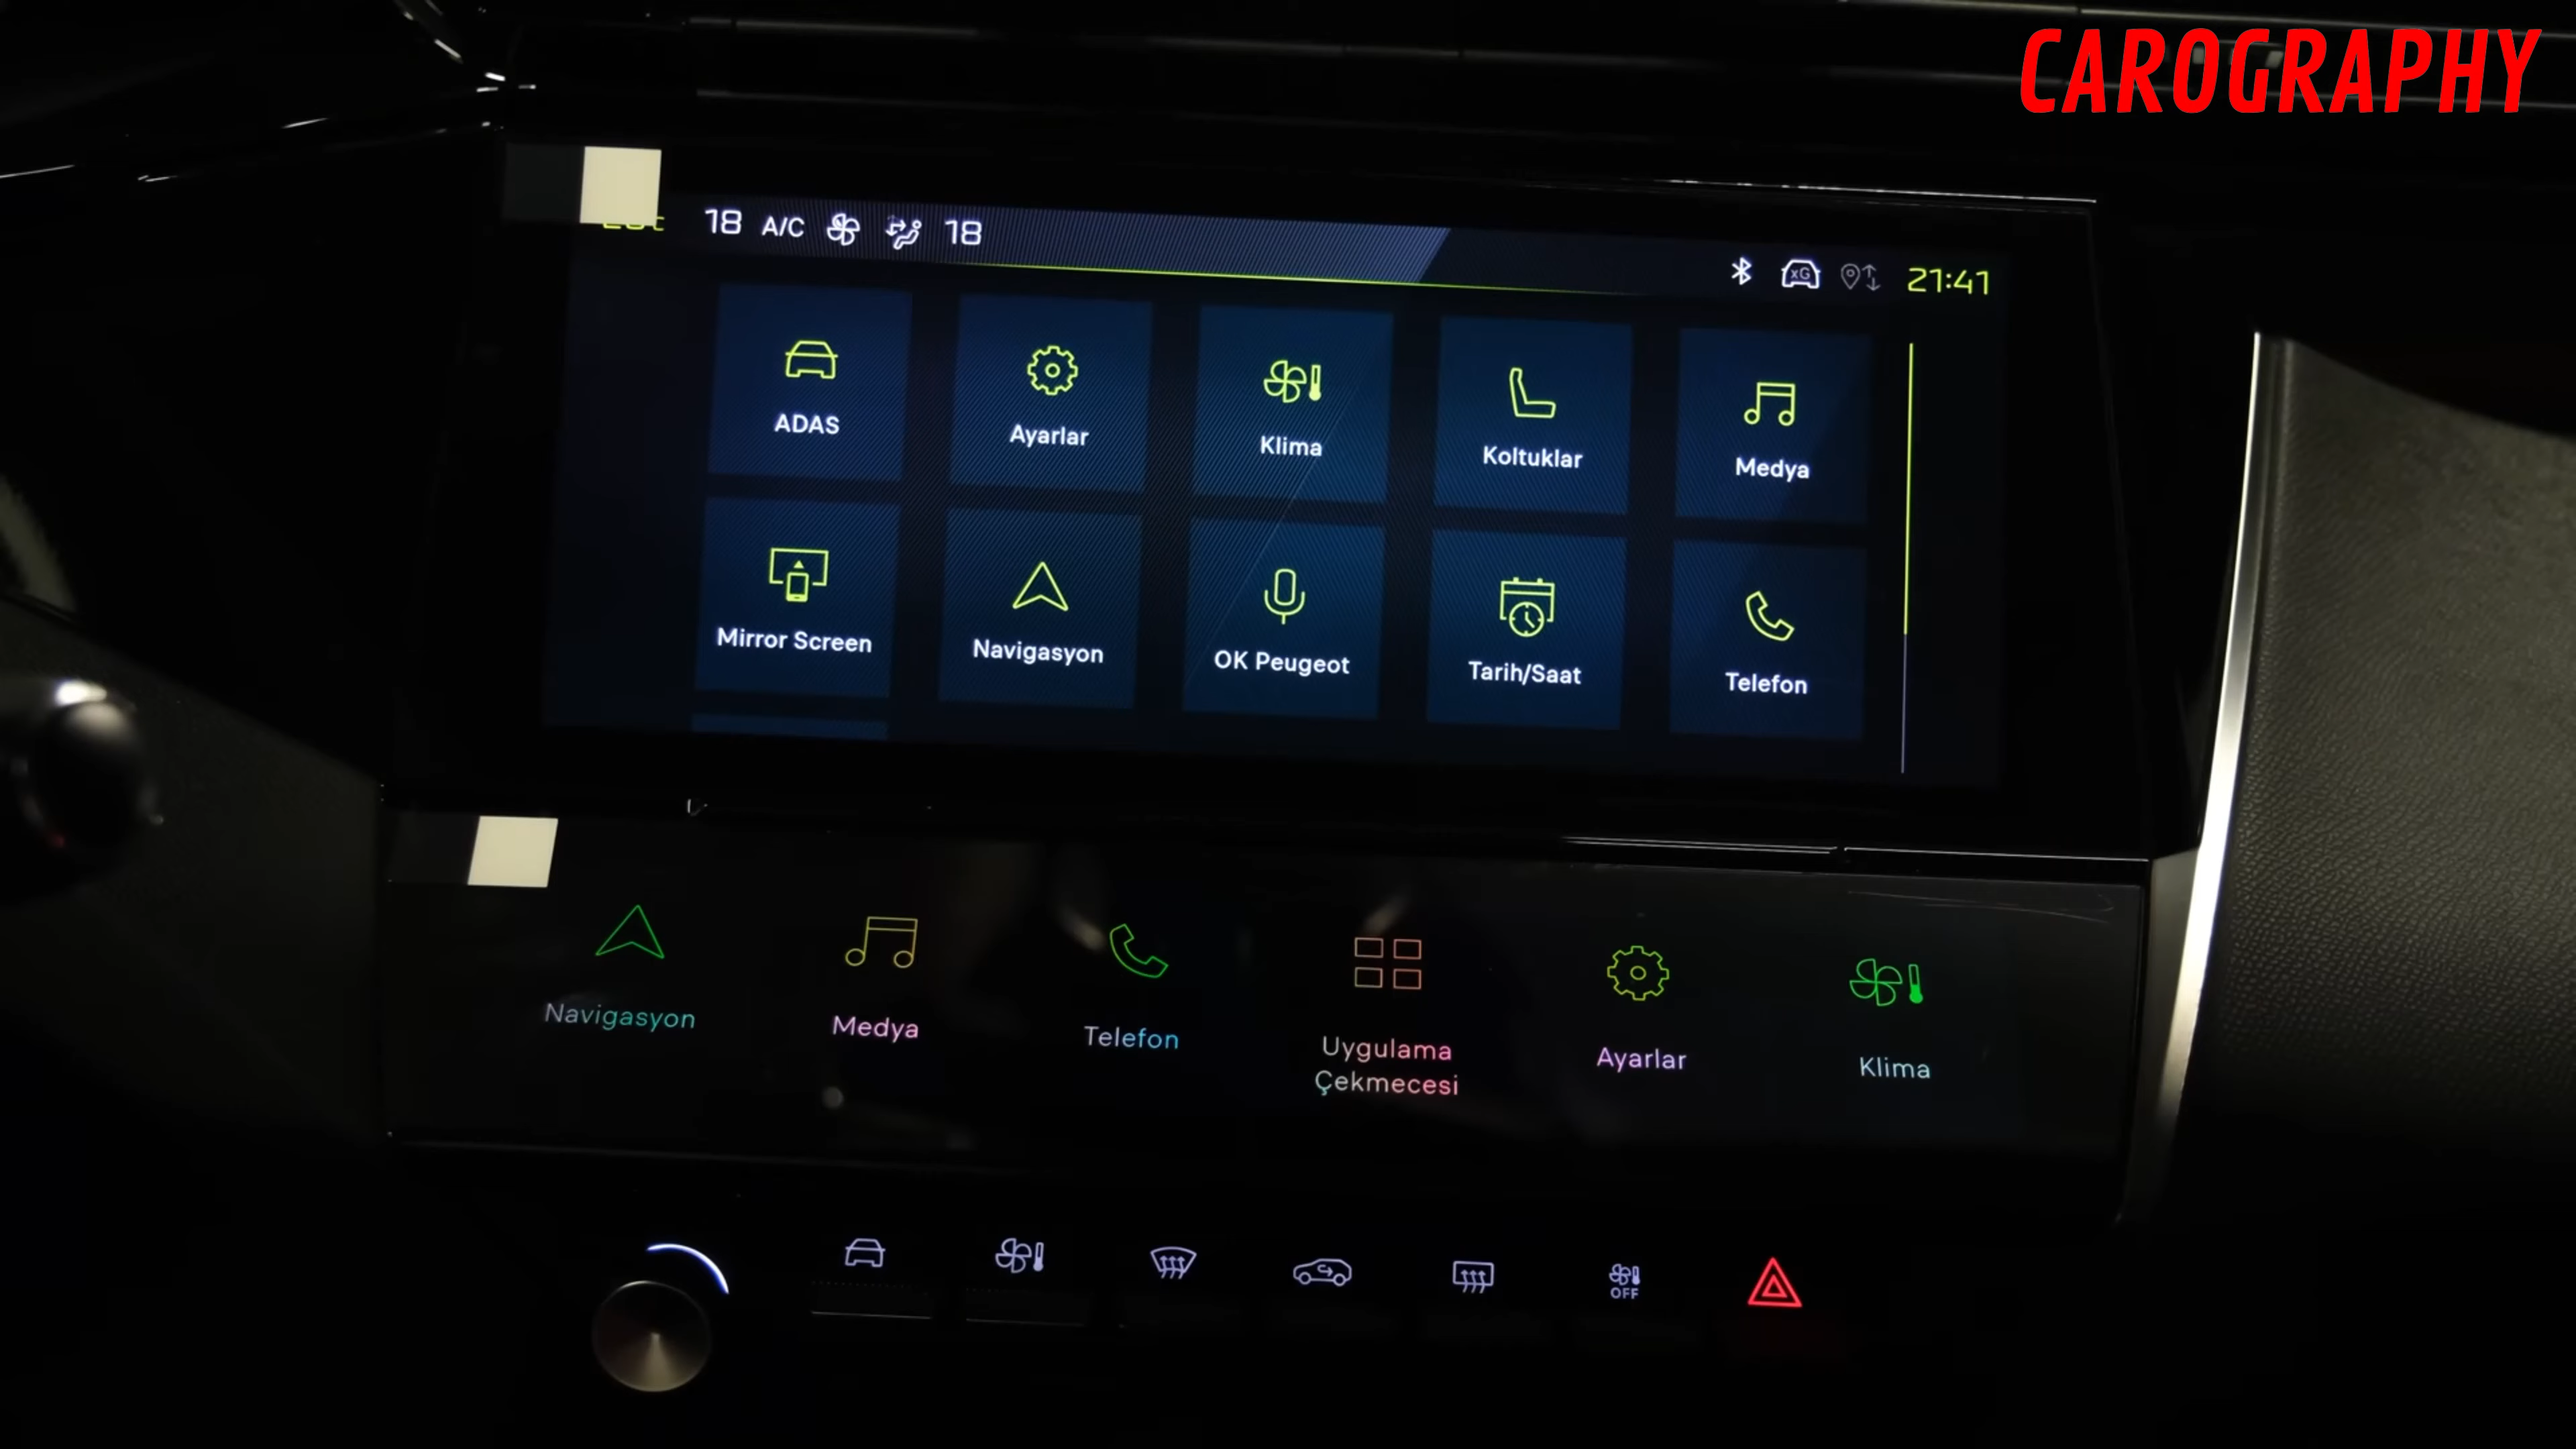 CAROGRAPHY
18 A/C 18
xG 21:41
ADAS
Ayarlar
Klima
Koltuklar
Medya
Mirror Screen
Navigasyon
OK Peugeot
Tarih/Saat
Telefon
Navigasyon
Medya
Telefon
Uygulama
Çekmecesi
Ayarlar
Klima
OFF